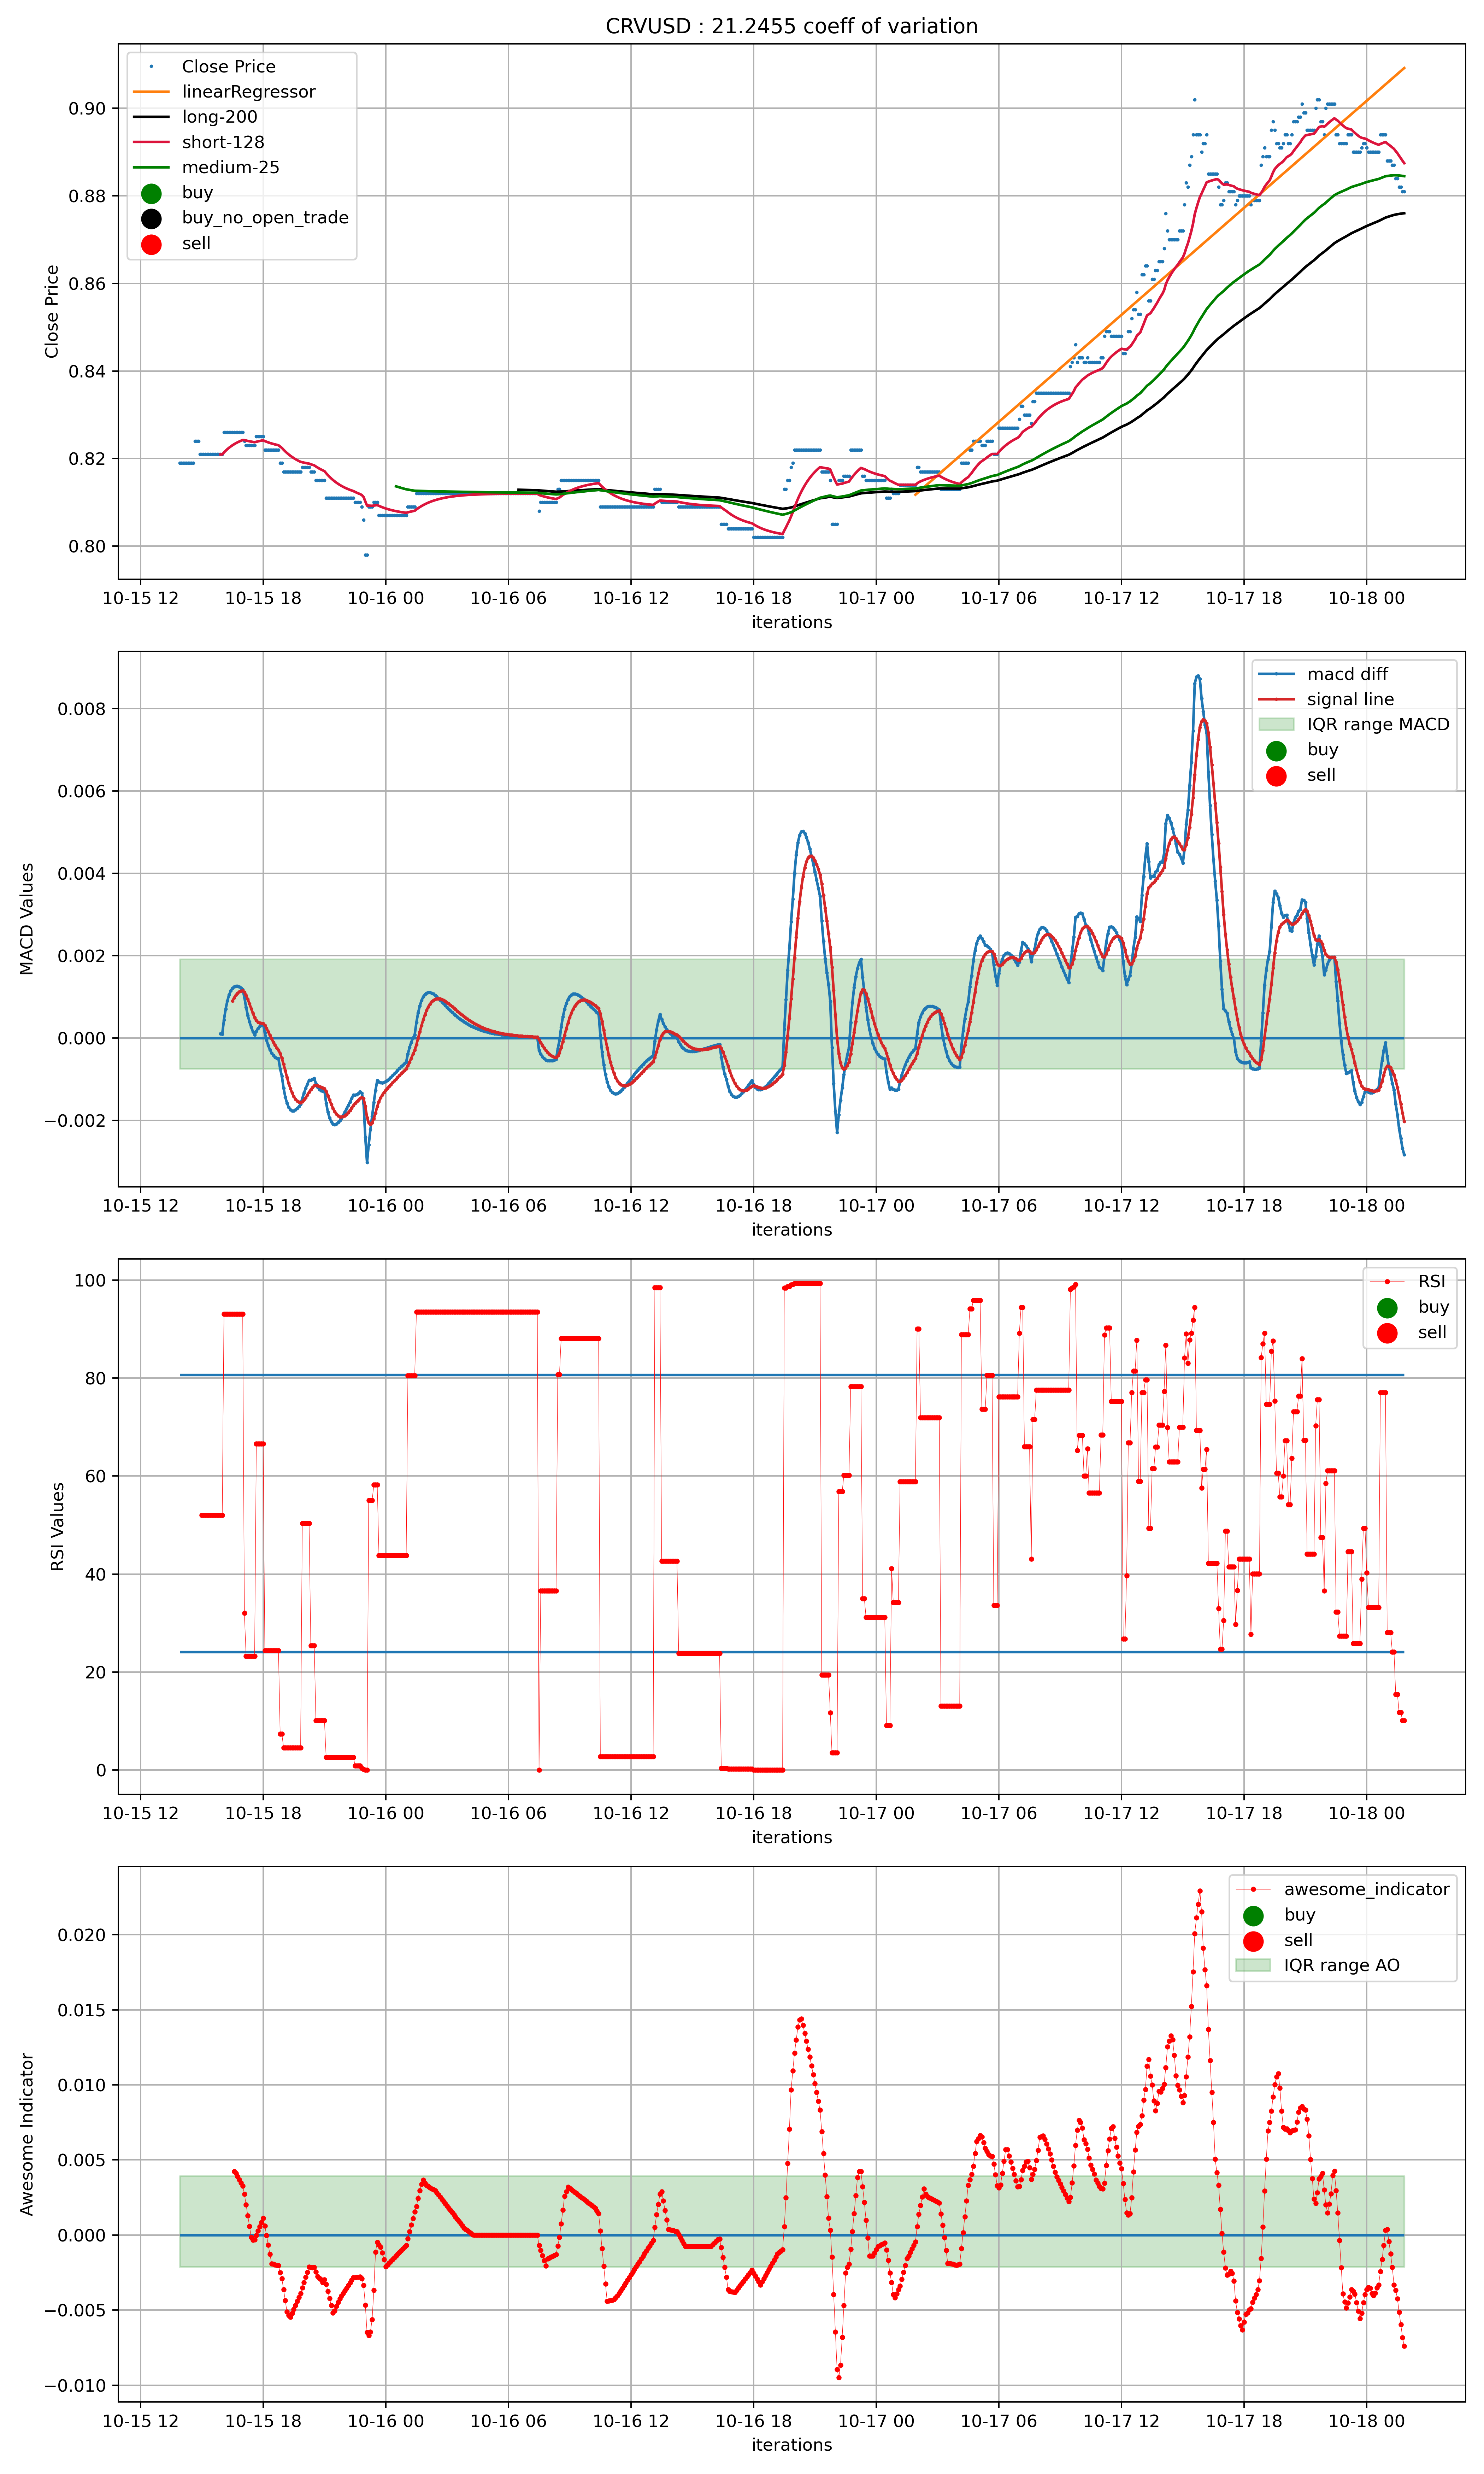 CRVUSD : 21.2455 coeff of variation
Close Price
linearRegressor
long-200
short-128
medium-25
buy
buy_no_open_trade
sell
Close Price
0.90
0.88
0.86
0.84
0.82
0.80
10-15 12 10-15 18 10-16 00 10-16 06 10-16 12 10-16 18 10-17 00 10-17 06 10-17 12 10-17 18 10-18 00
iterations
macd diff
signal line
IQR range MACD
buy
sell
MACD Values
0.008
0.006
0.004
0.002
0.000
−0.002
10-15 12 10-15 18 10-16 00 10-16 06 10-16 12 10-16 18 10-17 00 10-17 06 10-17 12 10-17 18 10-18 00
iterations
RSI
buy
sell
RSI Values
100
80
60
40
20
0
10-15 12 10-15 18 10-16 00 10-16 06 10-16 12 10-16 18 10-17 00 10-17 06 10-17 12 10-17 18 10-18 00
iterations
awesome_indicator
buy
sell
IQR range AO
Awesome Indicator
0.020
0.015
0.010
0.005
0.000
−0.005
−0.010
10-15 12 10-15 18 10-16 00 10-16 06 10-16 12 10-16 18 10-17 00 10-17 06 10-17 12 10-17 18 10-18 00
iterations